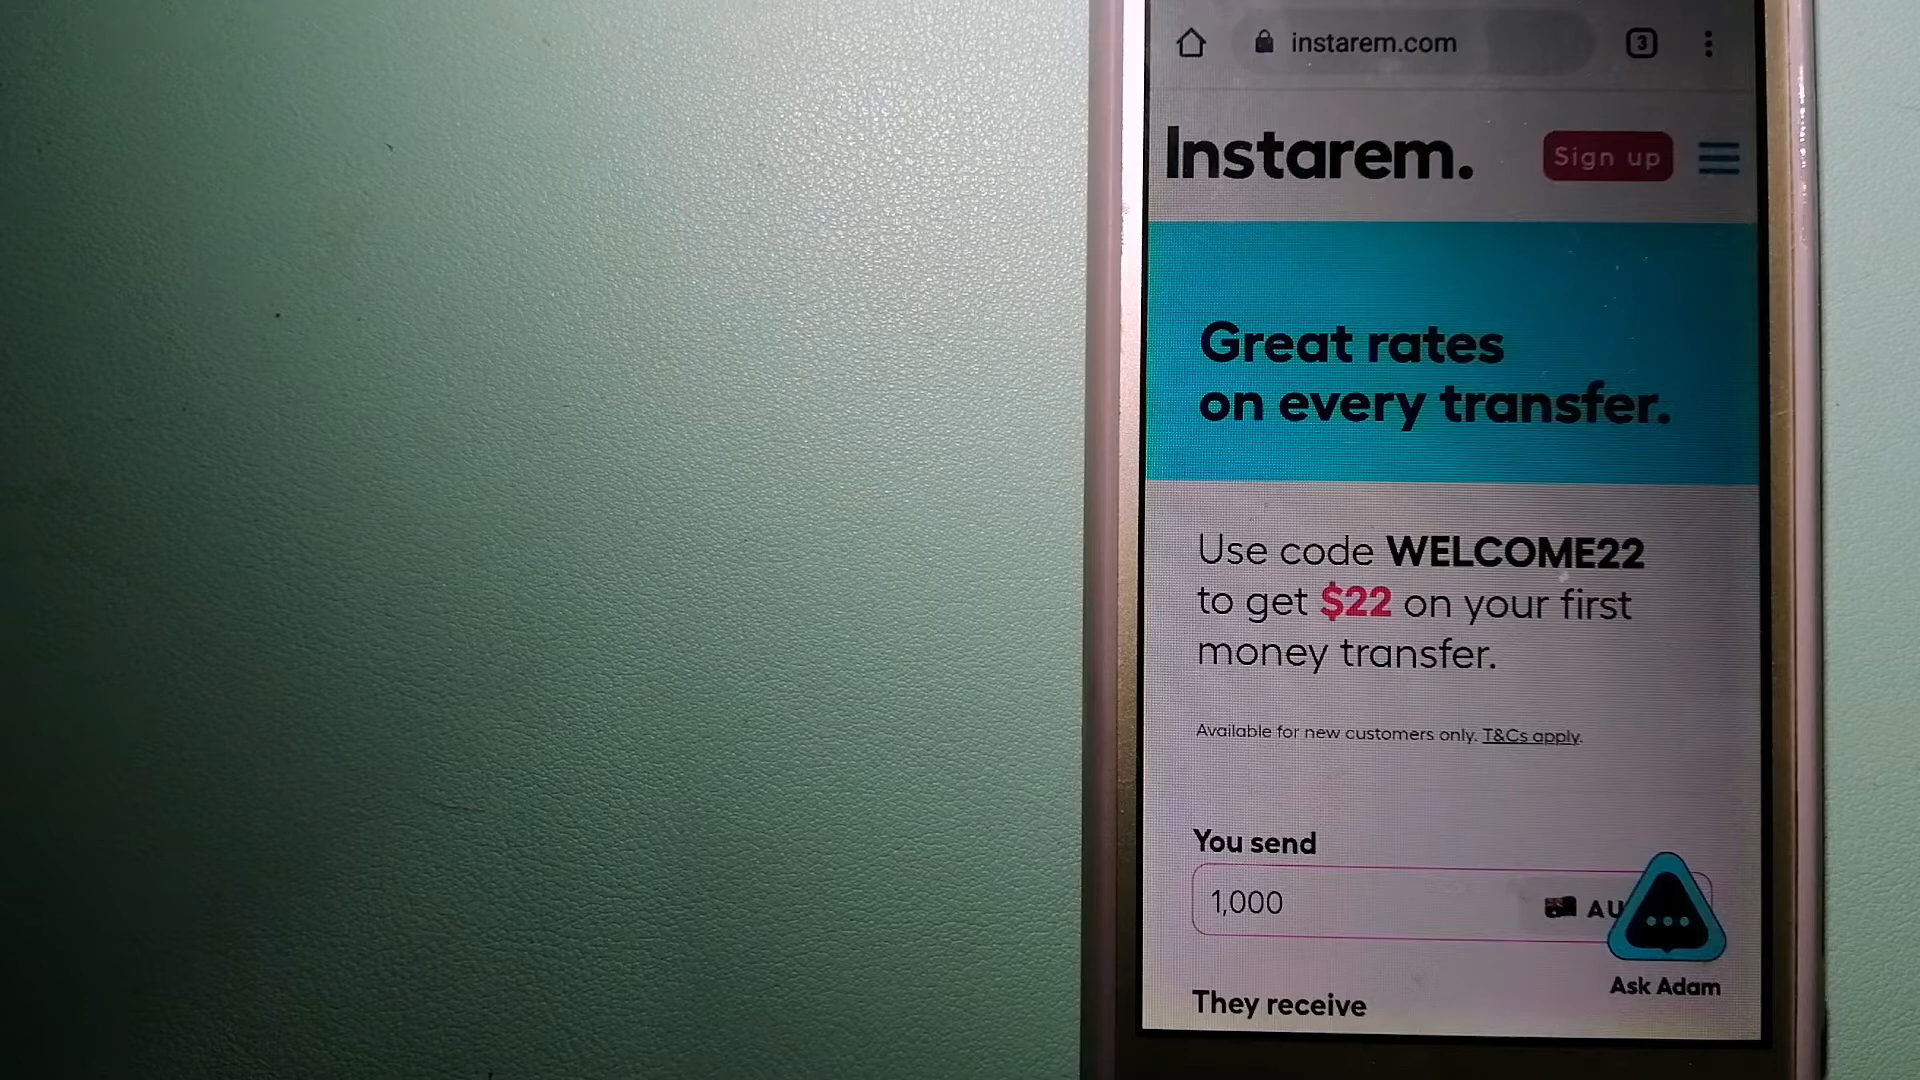 instarem.com
3
Instarem.
Sign up
Great rates
on every transfer.
Use code WELCOME22
to get $22 on your first
money transfer.
Available for new customers only. T&Cs apply.
You send
1,000
AU
Ask Adam
They receive